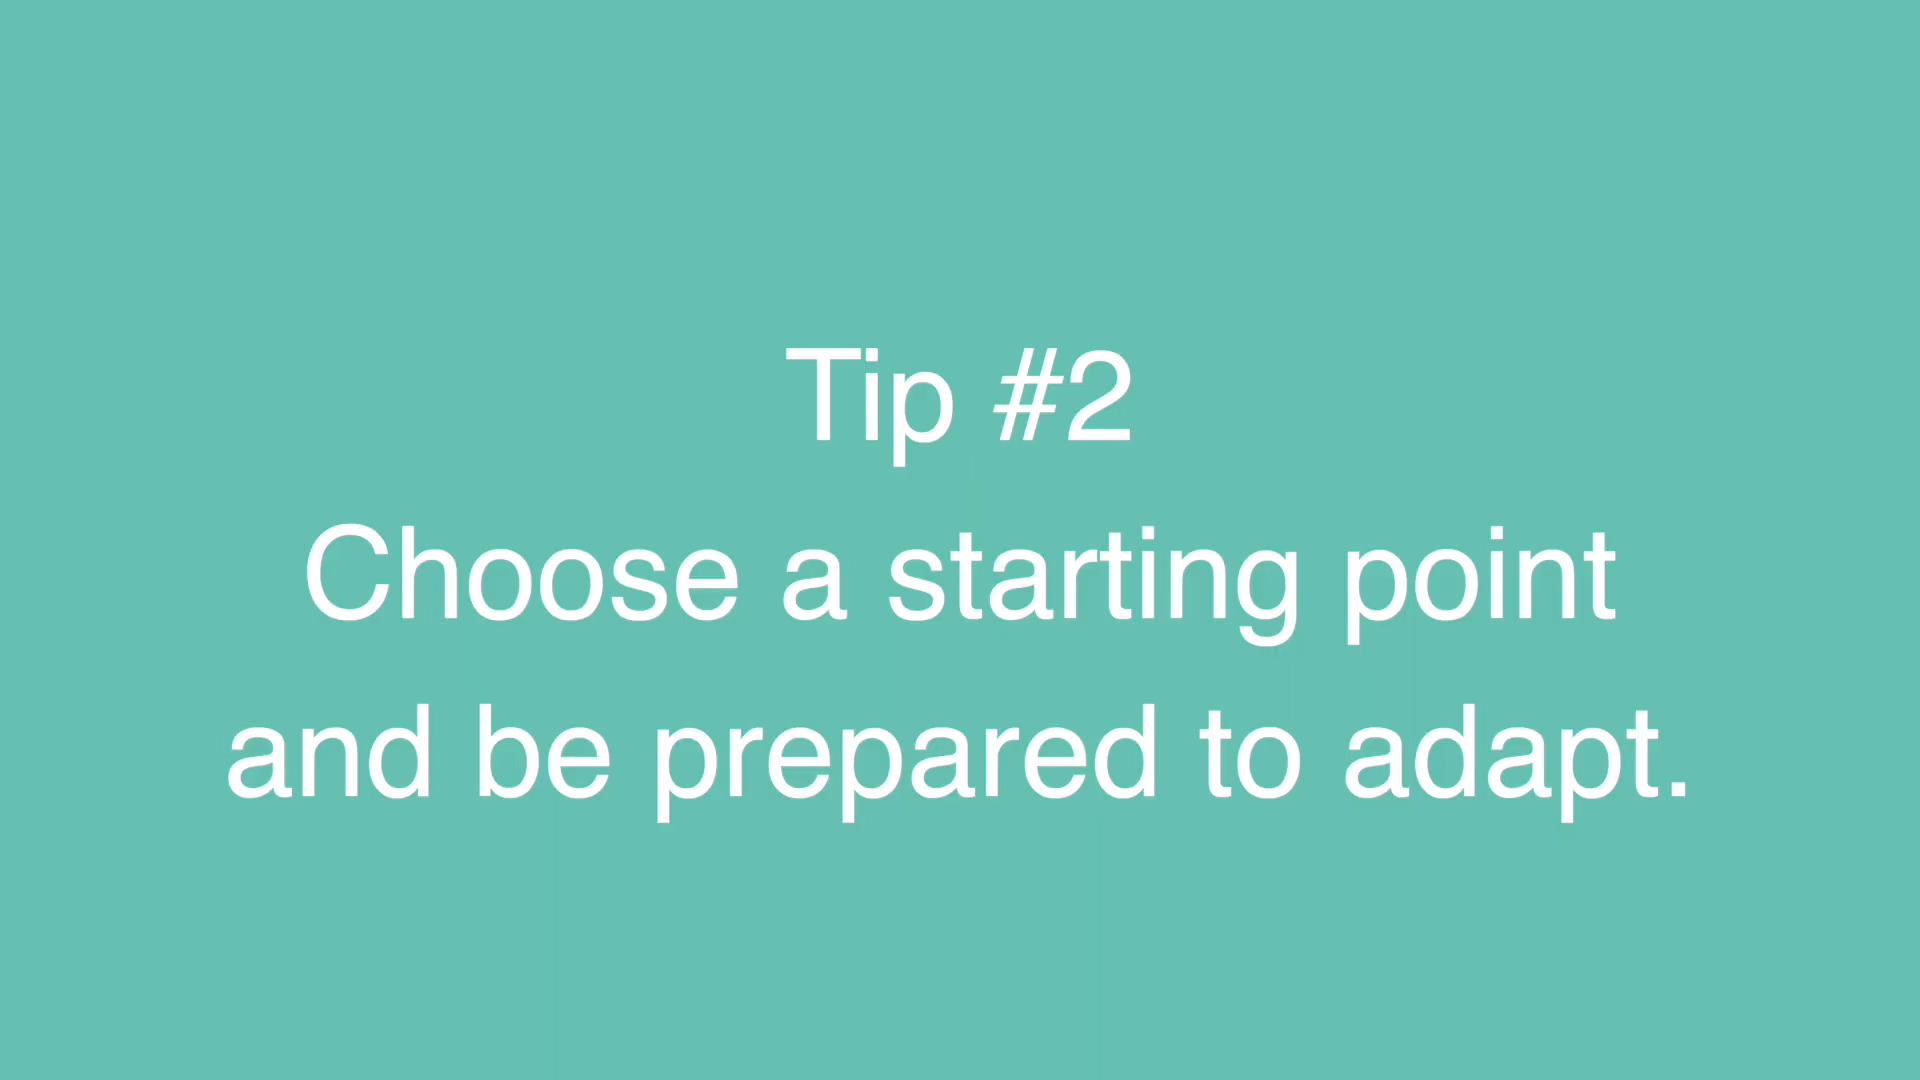 Tip #2
Choose a starting point
and be prepared to adapt.